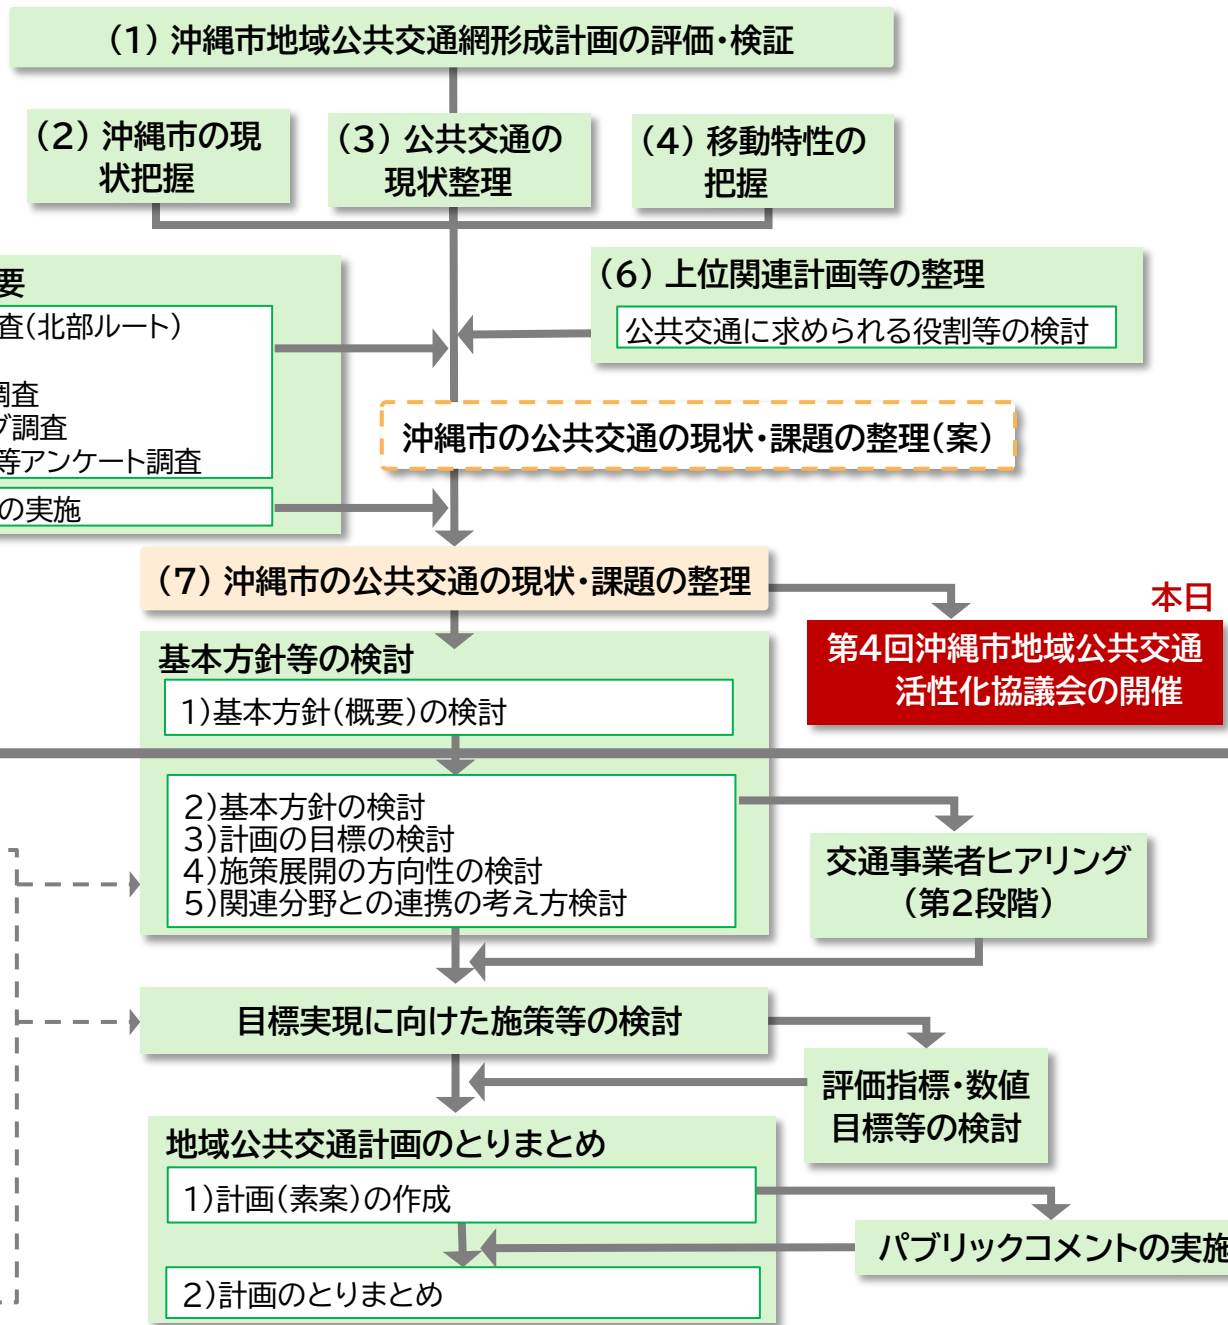 (1) 沖縄市地域公共交通網形成計画の評価・検証
(2) 沖縄市の現
状把握
(3) 公共交通の
現状整理
(4) 移動特性の
把握
要
査(北部ルート)
調査
グ調査
等アンケート調査
の実施
(6) 上位関連計画等の整理
公共交通に求められる役割等の検討
沖縄市の公共交通の現状・課題の整理(案)
(7) 沖縄市の公共交通の現状・課題の整理
本日
第4回沖縄市地域公共交通
活性化協議会の開催
基本方針等の検討
1)基本方針(概要)の検討
2)基本方針の検討
3)計画の目標の検討
4)施策展開の方向性の検討
5)関連分野との連携の考え方検討
交通事業者ヒアリング
(第2段階)
目標実現に向けた施策等の検討
評価指標・数値
目標等の検討
地域公共交通計画のとりまとめ
1)計画(素案)の作成
パブリックコメントの実施
2)計画のとりまとめ